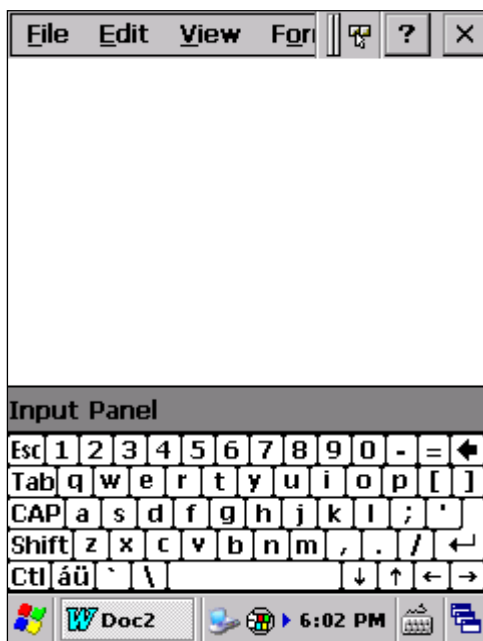 File Edit View For ? ×
Input Panel
Esc 1 2 3 4 5 6 7 8 9 0 - =
Tab q w e r t y u i o p [ ]
CAP a s d f g h j k l ; '
Shift z x c v b n m , . /
Ctl áü ` \ ↓ ↑ ← →
W Doc2 6:02 PM